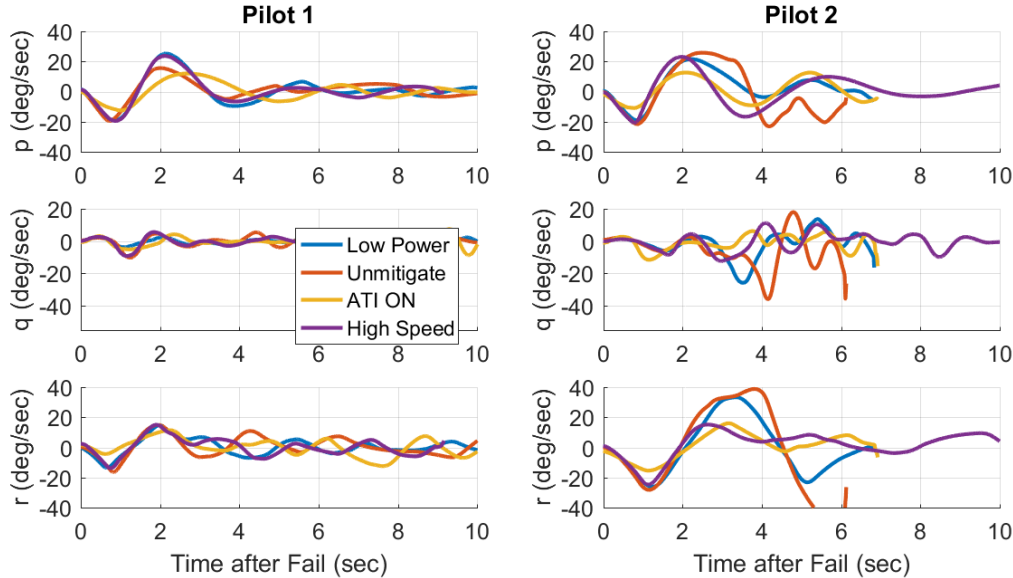 Pilot 1
Pilot 2
p (deg/sec)
40
20
0
-20
-40
0 2 4 6 8 10
p (deg/sec)
40
20
0
-20
-40
0 2 4 6 8 10
q (deg/sec)
20
0
-20
-40
0 2 4 6 8 10
Low Power
Unmitigate
ATI ON
High Speed
q (deg/sec)
20
0
-20
-40
0 2 4 6 8 10
r (deg/sec)
40
20
0
-20
-40
0 2 4 6 8 10
Time after Fail (sec)
r (deg/sec)
40
20
0
-20
-40
0 2 4 6 8 10
Time after Fail (sec)